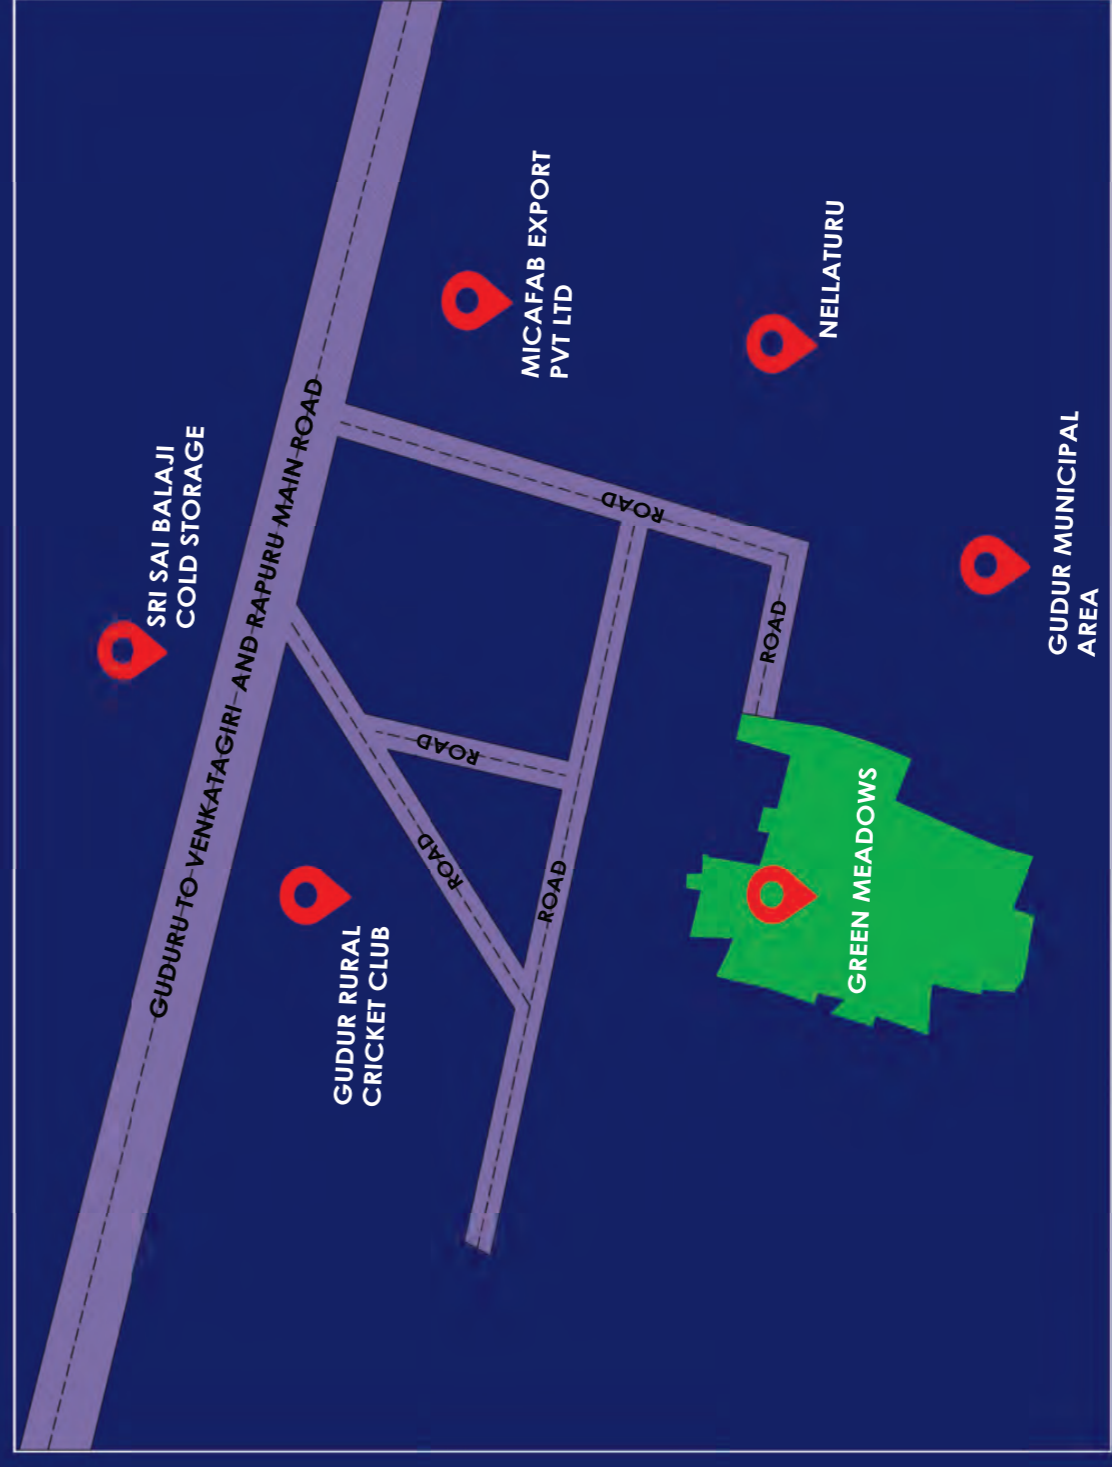 SRI SAI BALAJI
COLD STORAGE
GUDURU TO VENKATAGIRI AND RAPURU MAIN ROAD
GUDUR RURAL
CRICKET CLUB
ROAD
ROAD
ROAD
MICAFAB EXPORT
PVT LTD
ROAD
ROAD
NELLATURU
GREEN MEADOWS
GUDUR MUNICIPAL
AREA